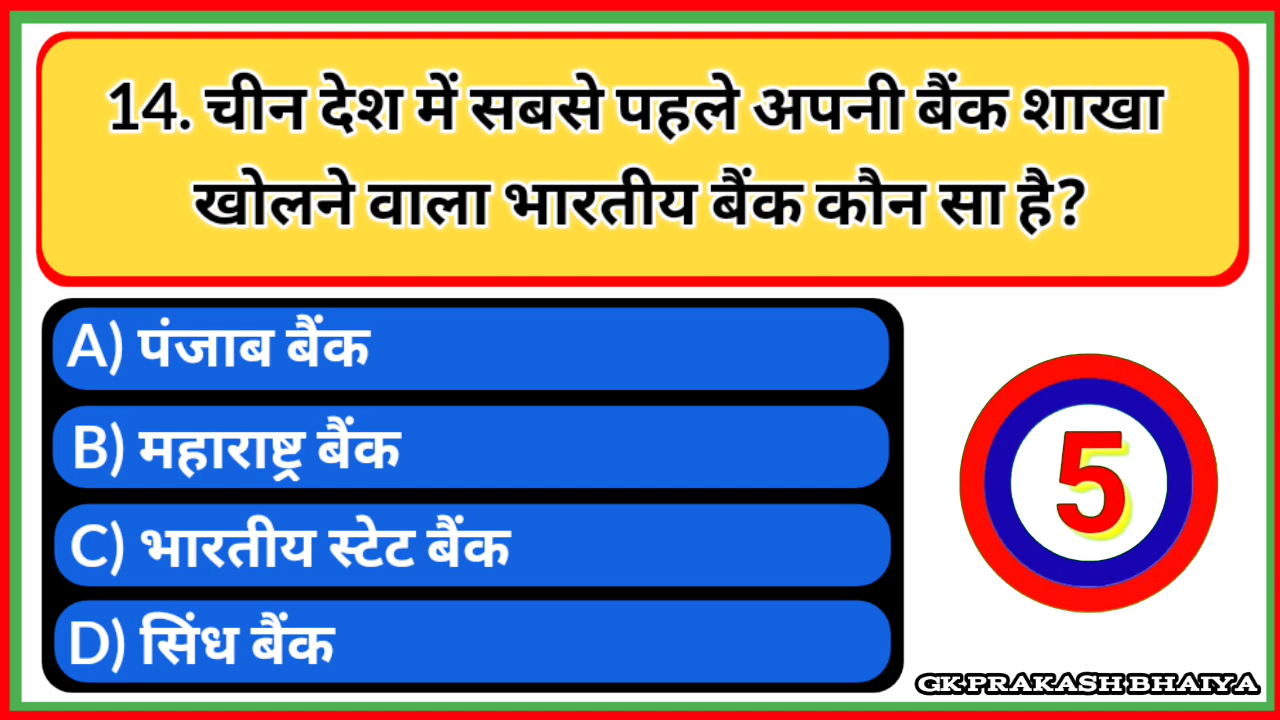 14. चीन देश में सबसे पहले अपनी बैंक शाखा
खोलने वाला भारतीय बैंक कौन सा है?
A) पंजाब बैंक
B) महाराष्ट्र बैंक
C) भारतीय स्टेट बैंक
D) सिंध बैंक
5
GK PRAKASH BHAIYA